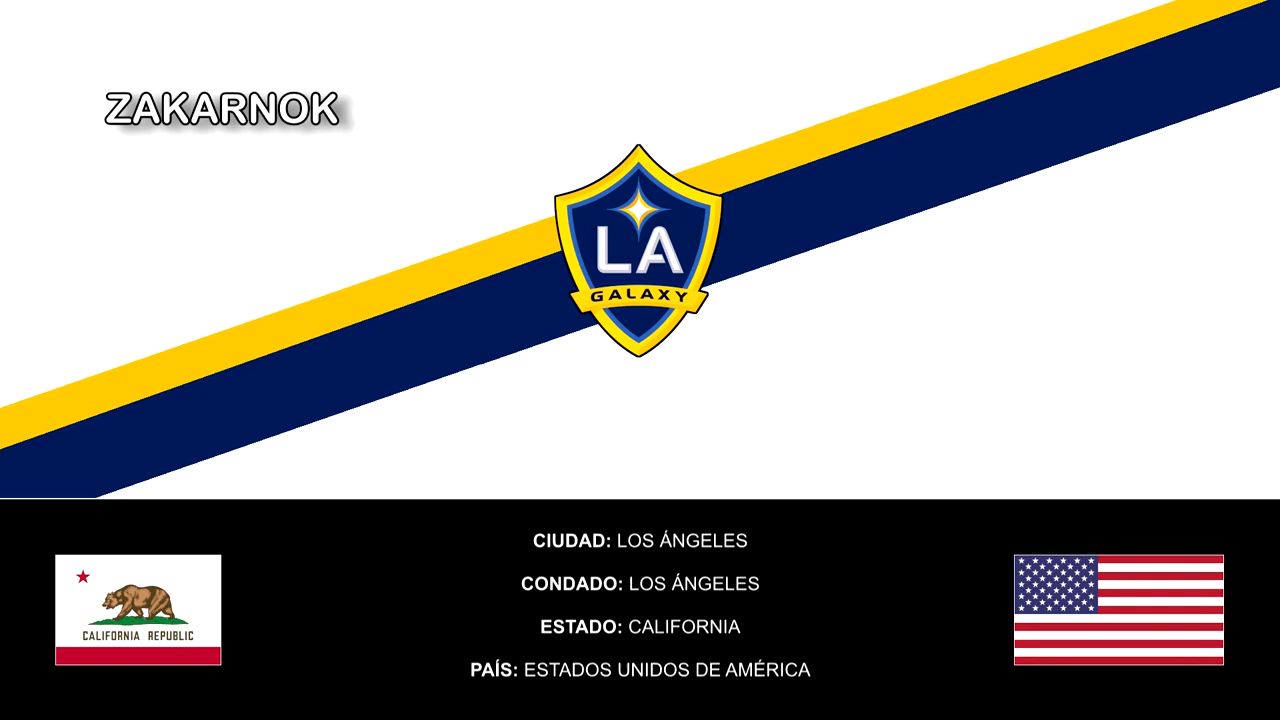 ZAKARNOK
LA
GALAXY
CIUDAD: LOS ÁNGELES
CONDADO: LOS ÁNGELES
CALIFORNIA REPUBLIC
ESTADO: CALIFORNIA
PAÍS: ESTADOS UNIDOS DE AMÉRICA